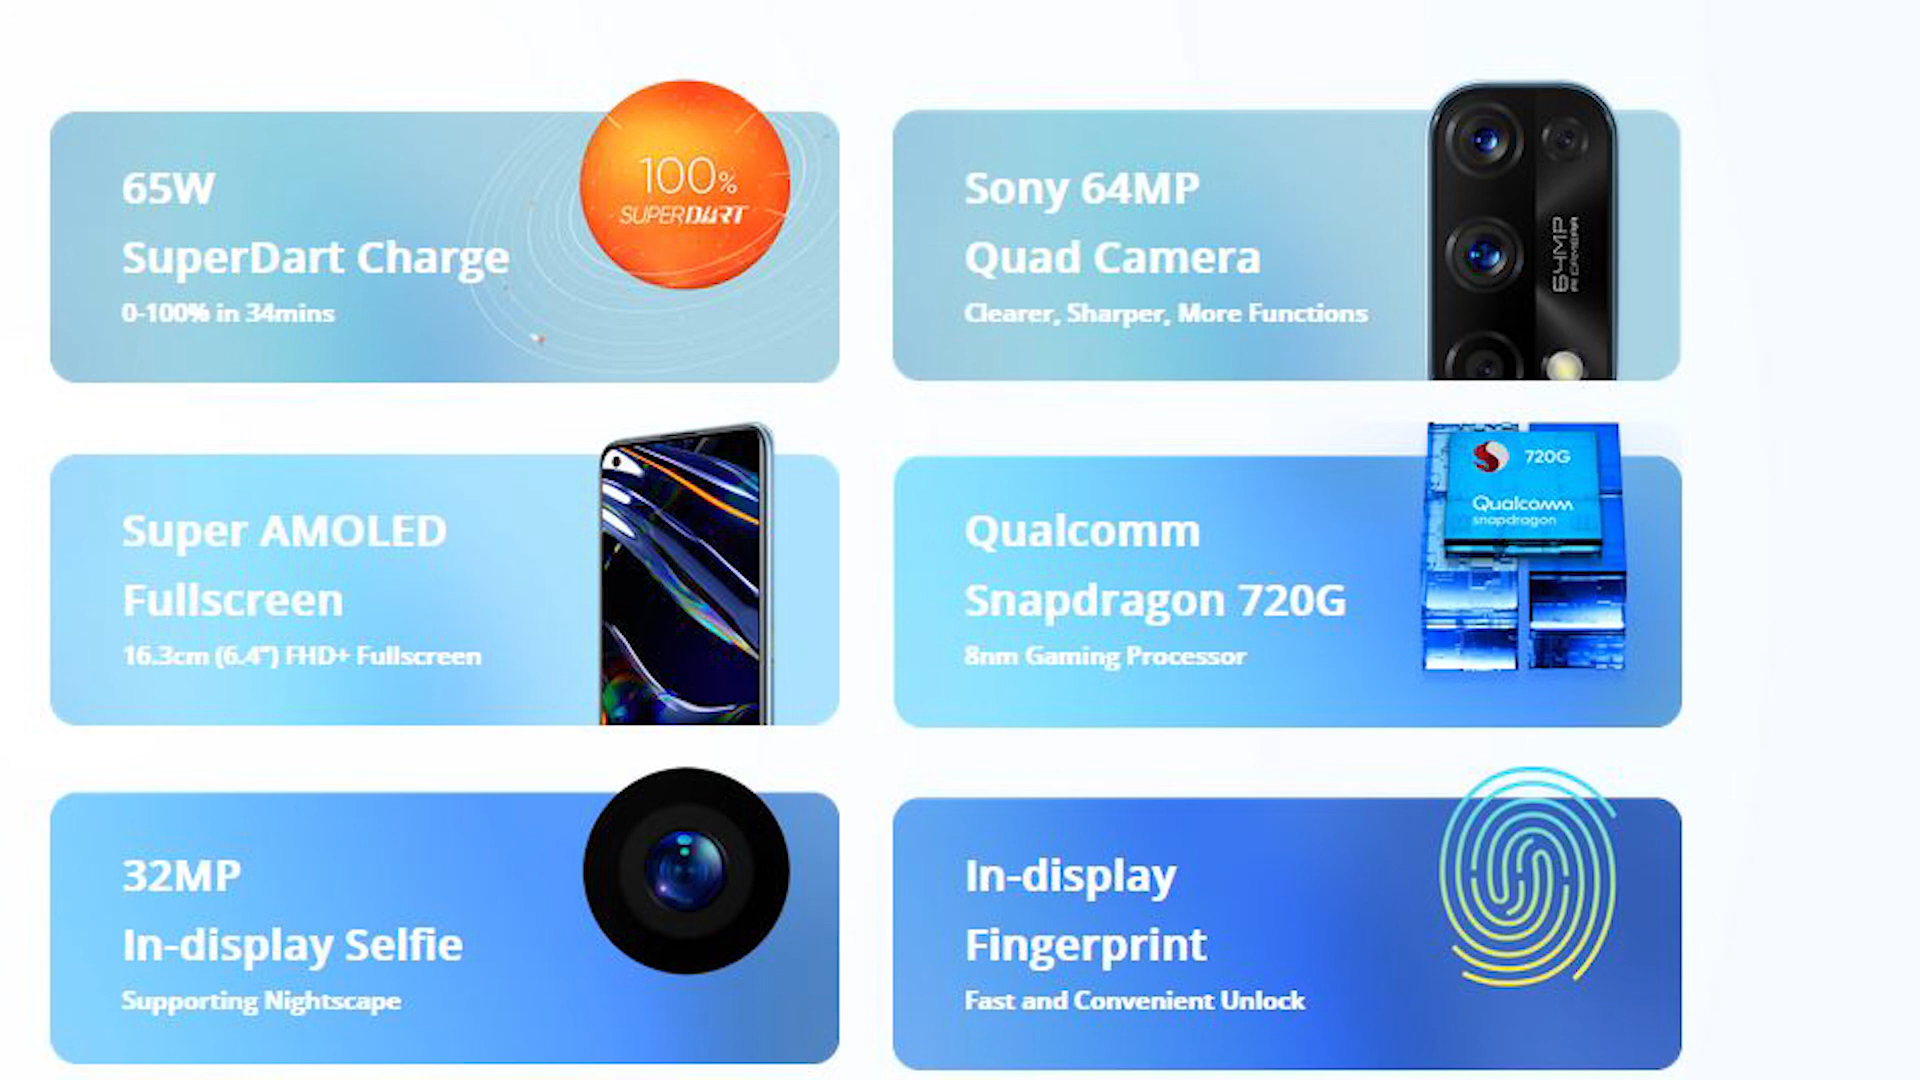 65W
SuperDart Charge
0-100% in 34mins
100%
SUPERDART
Sony 64MP
Quad Camera
Clearer, Sharper, More Functions
64MP
AI CAMERA
Super AMOLED
Fullscreen
16.3cm (6.4") FHD+ Fullscreen
Qualcomm
Snapdragon 720G
8nm Gaming Processor
720G
Qualcomm
snapdragon
32MP
In-display Selfie
Supporting Nightscape
In-display
Fingerprint
Fast and Convenient Unlock